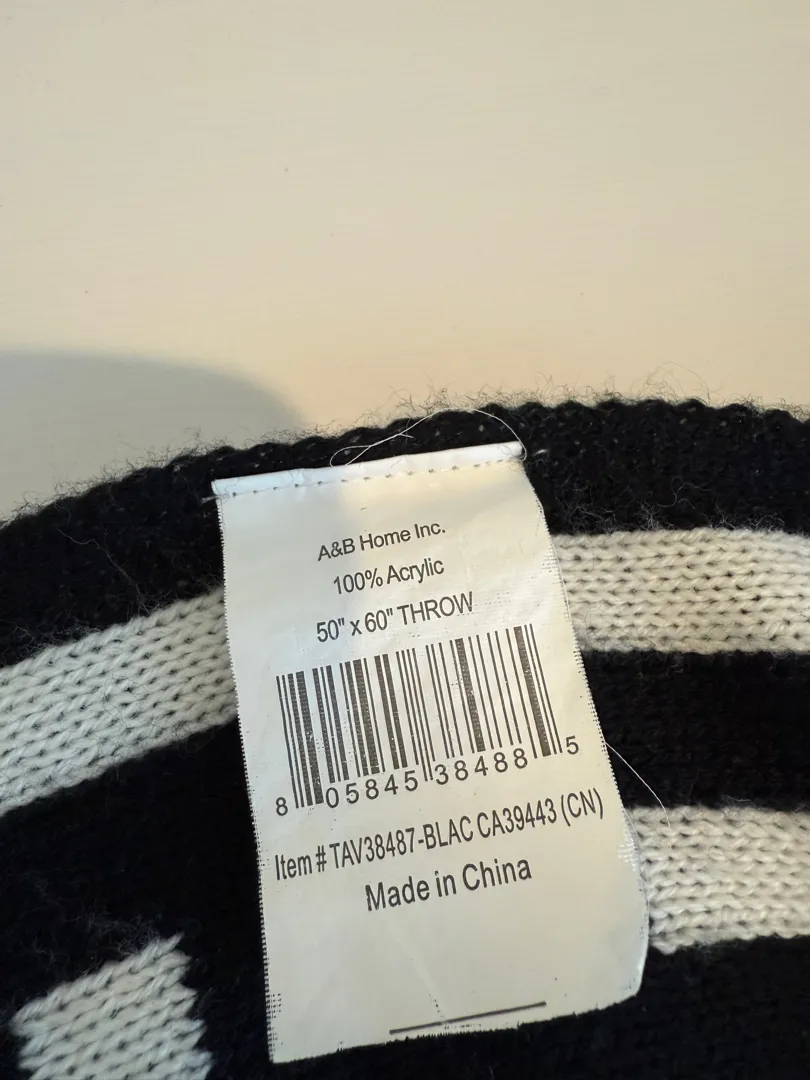 A&B Home Inc.
100% Acrylic
50" x 60" THROW
8 05845 38488 5
Item # TAV38487-BLAC CA39443 (CN)
Made in China